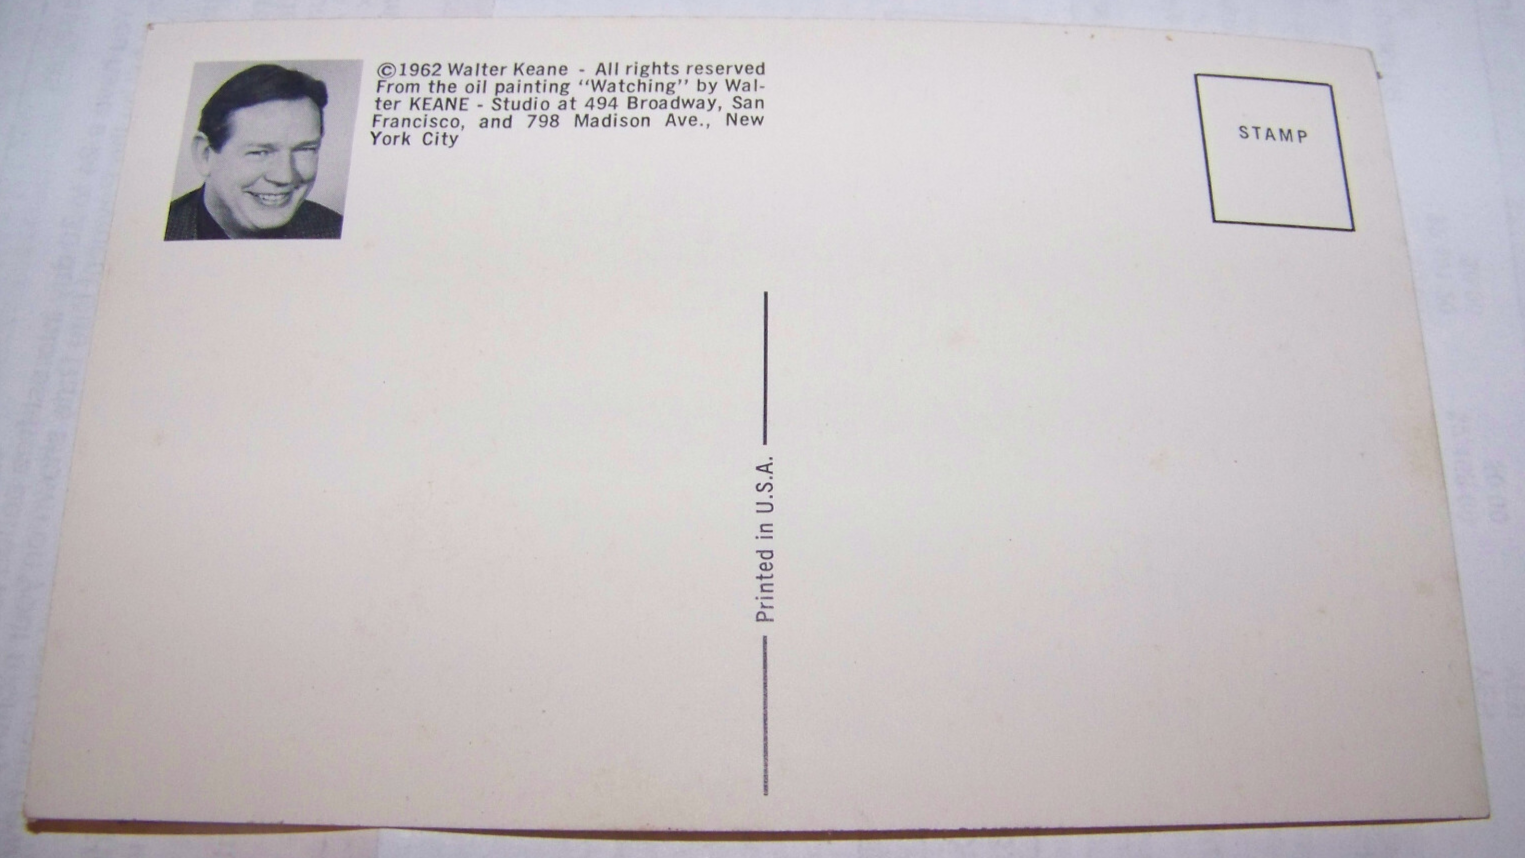 ©1962 Walter Keane - All rights reserved
From the oil painting “Watching” by Wal-
ter KEANE - Studio at 494 Broadway, San
Francisco, and 798 Madison Ave., New
York City
STAMP
Printed in U.S.A.